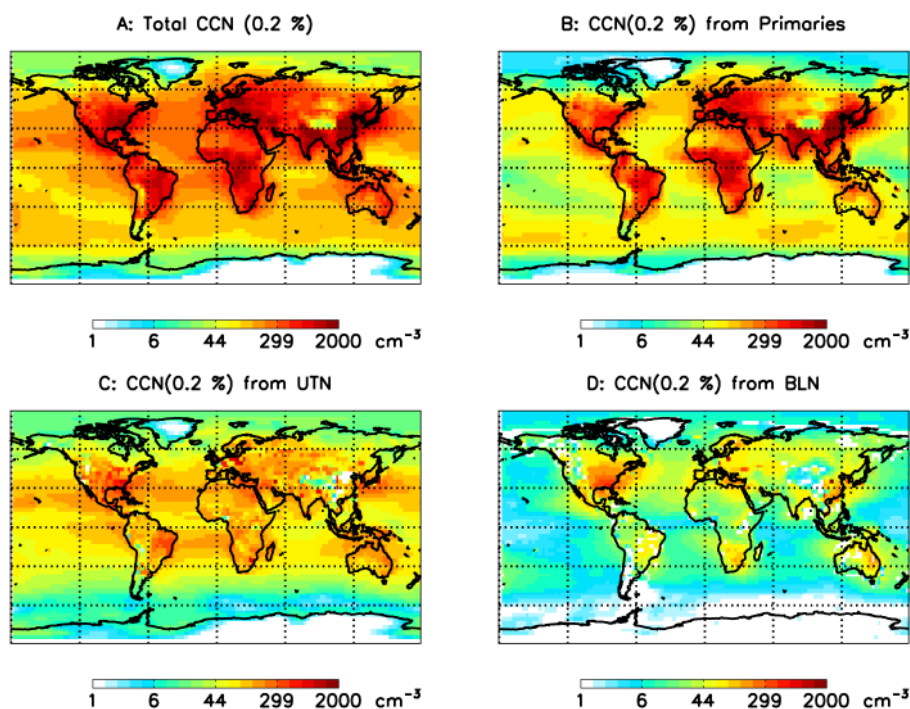 A: Total CCN (0.2 %)
B: CCN(0.2 %) from Primaries
1 6 44 299 2000 cm⁻³
1 6 44 299 2000 cm⁻³
C: CCN(0.2 %) from UTN
D: CCN(0.2 %) from BLN
1 6 44 299 2000 cm⁻³
1 6 44 299 2000 cm⁻³